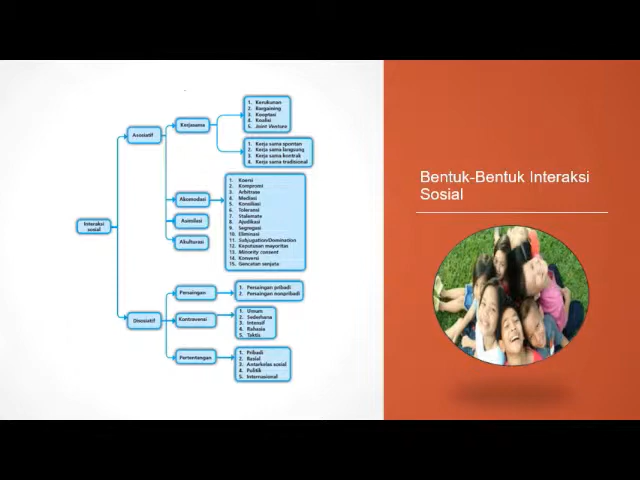 Bentuk-Bentuk Interaksi
Sosial
Interaksi
sosial
Asosiatif
Kerjasama
1. Kerukunan
2. Bargaining
3. Kooptasi
4. Koalisi
5. Joint Venture
1. Kerja sama spontan
2. Kerja sama langsung
3. Kerja sama kontrak
4. Kerja sama tradisional
Akomodasi
1. Koersi
2. Kompromi
3. Arbitrase
4. Mediasi
5. Konsiliasi
6. Toleransi
7. Stalemate
8. Ajudikasi
9. Segregasi
10. Eliminasi
11. Subjugation/Domination
12. Keputusan mayoritas
13. Minority consent
14. Konversi
15. Gencatan senjata
Asimilasi
Akulturasi
Disosiatif
Persaingan
1. Persaingan pribadi
2. Persaingan nonpribadi
Kontravensi
1. Umum
2. Sederhana
3. Intensif
4. Rahasia
5. Taktis
Pertentangan
1. Pribadi
2. Rasial
3. Antarkelas sosial
4. Politik
5. Internasional